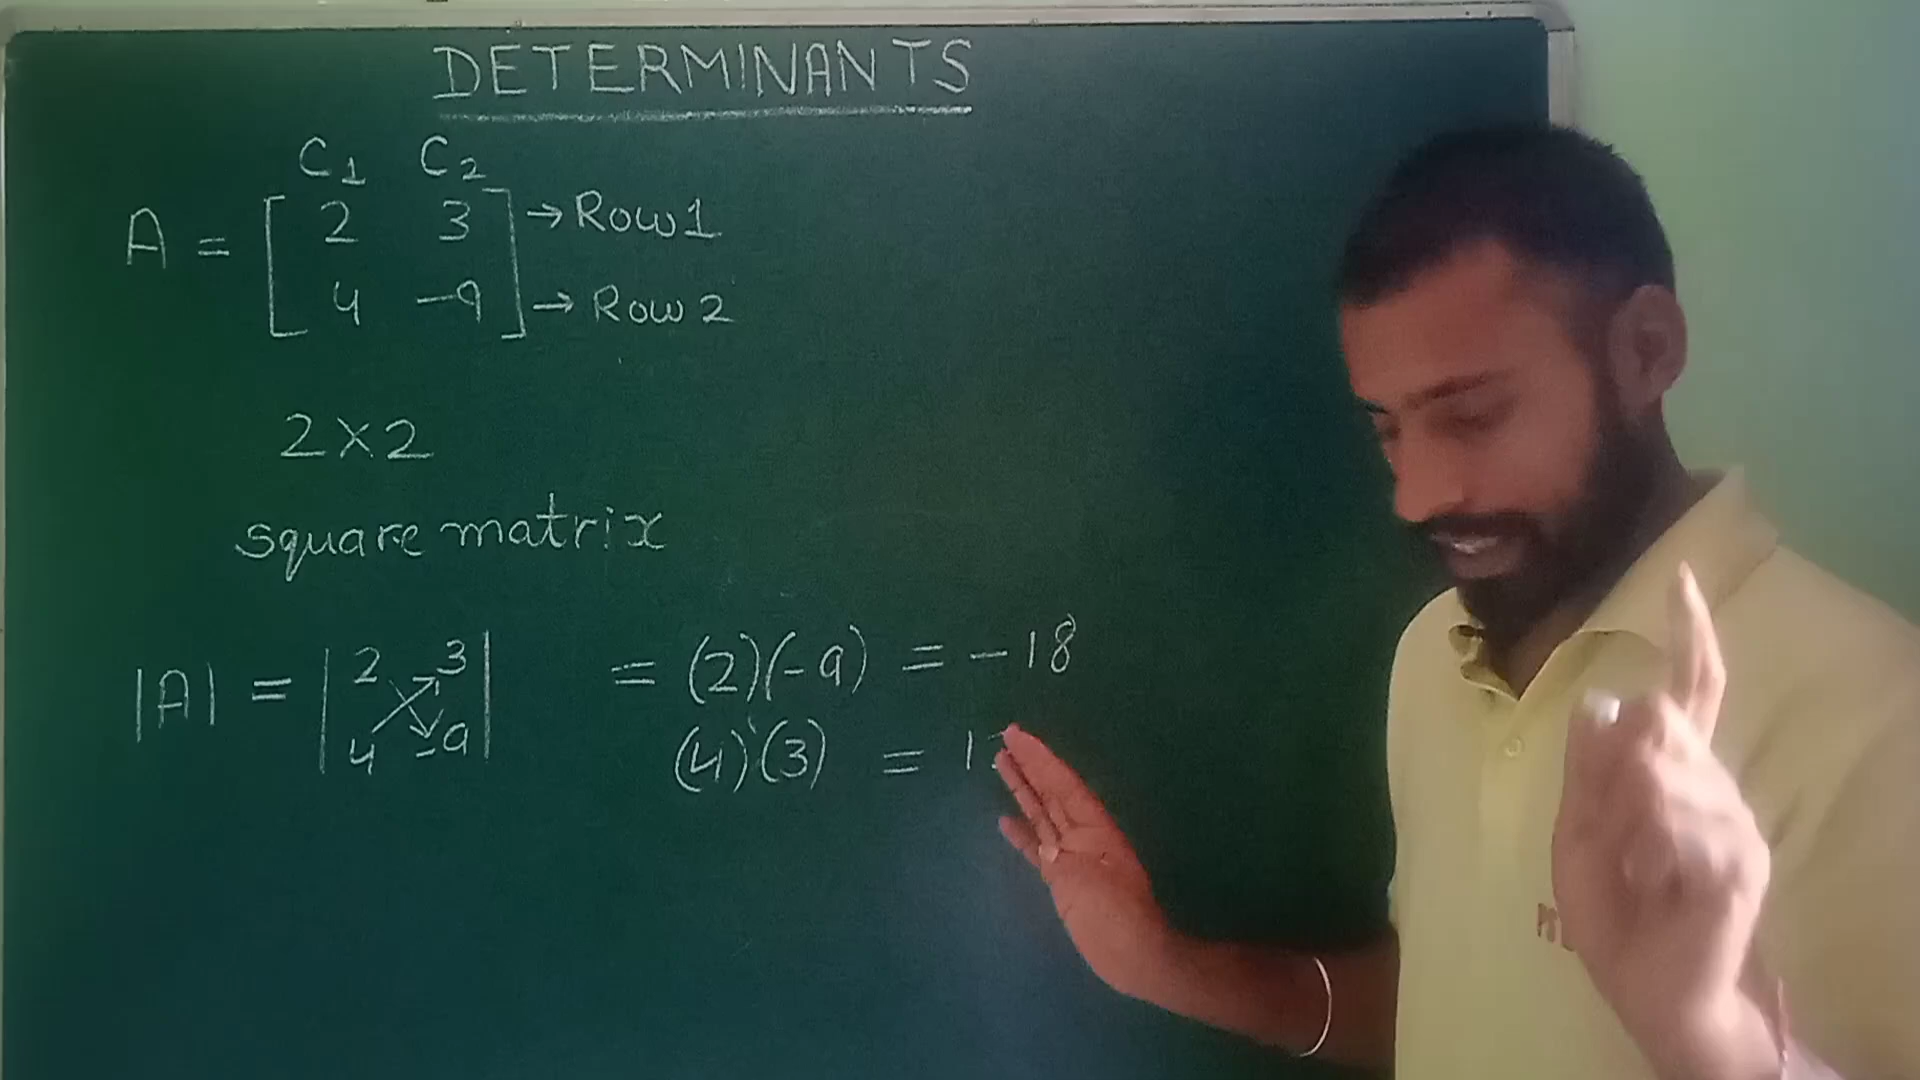 DETERMINANTS
C1 C2
A = [ 2 3 ] → Row 1
[ 4 -9 ] → Row 2
2×2
square matrix
|A| = | 2 3 | = (2)(-9) = -18
| 4 -9 | (4)(3) =